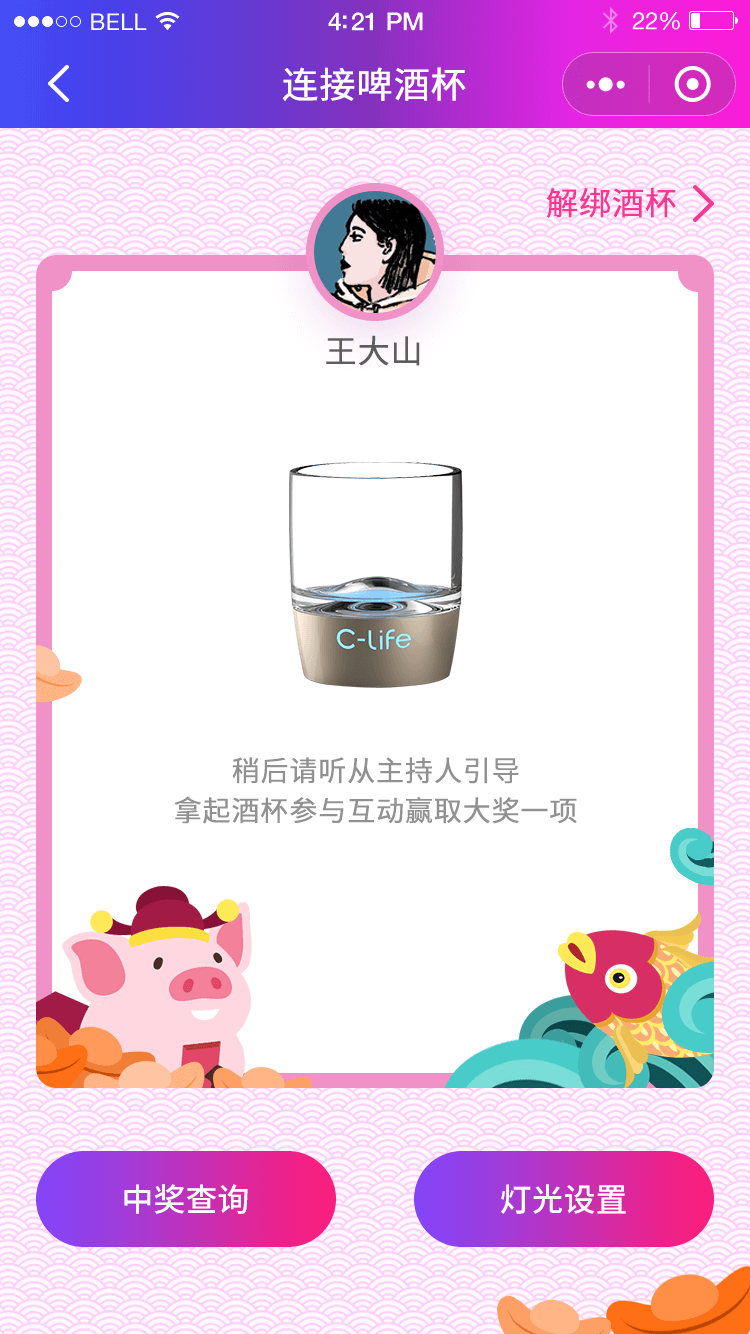 BELL 4:21 PM 22%
连接啤酒杯
解绑酒杯
王大山
C-Life
稍后请听从主持人引导
拿起酒杯参与互动赢取大奖一项
中奖查询 灯光设置